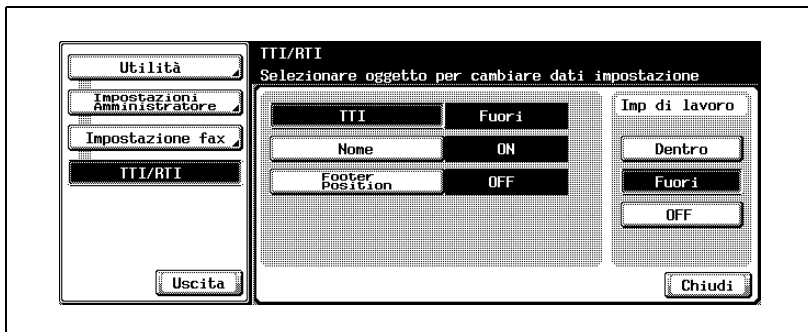 Utilità
Impostazioni
Amministratore
Impostazione fax
TTI/RTI
Uscita
TTI/RTI
Selezionare oggetto per cambiare dati impostazione
TTI Fuori
Nome ON
Footer
Position OFF
Imp di lavoro
Dentro
Fuori
OFF
Chiudi